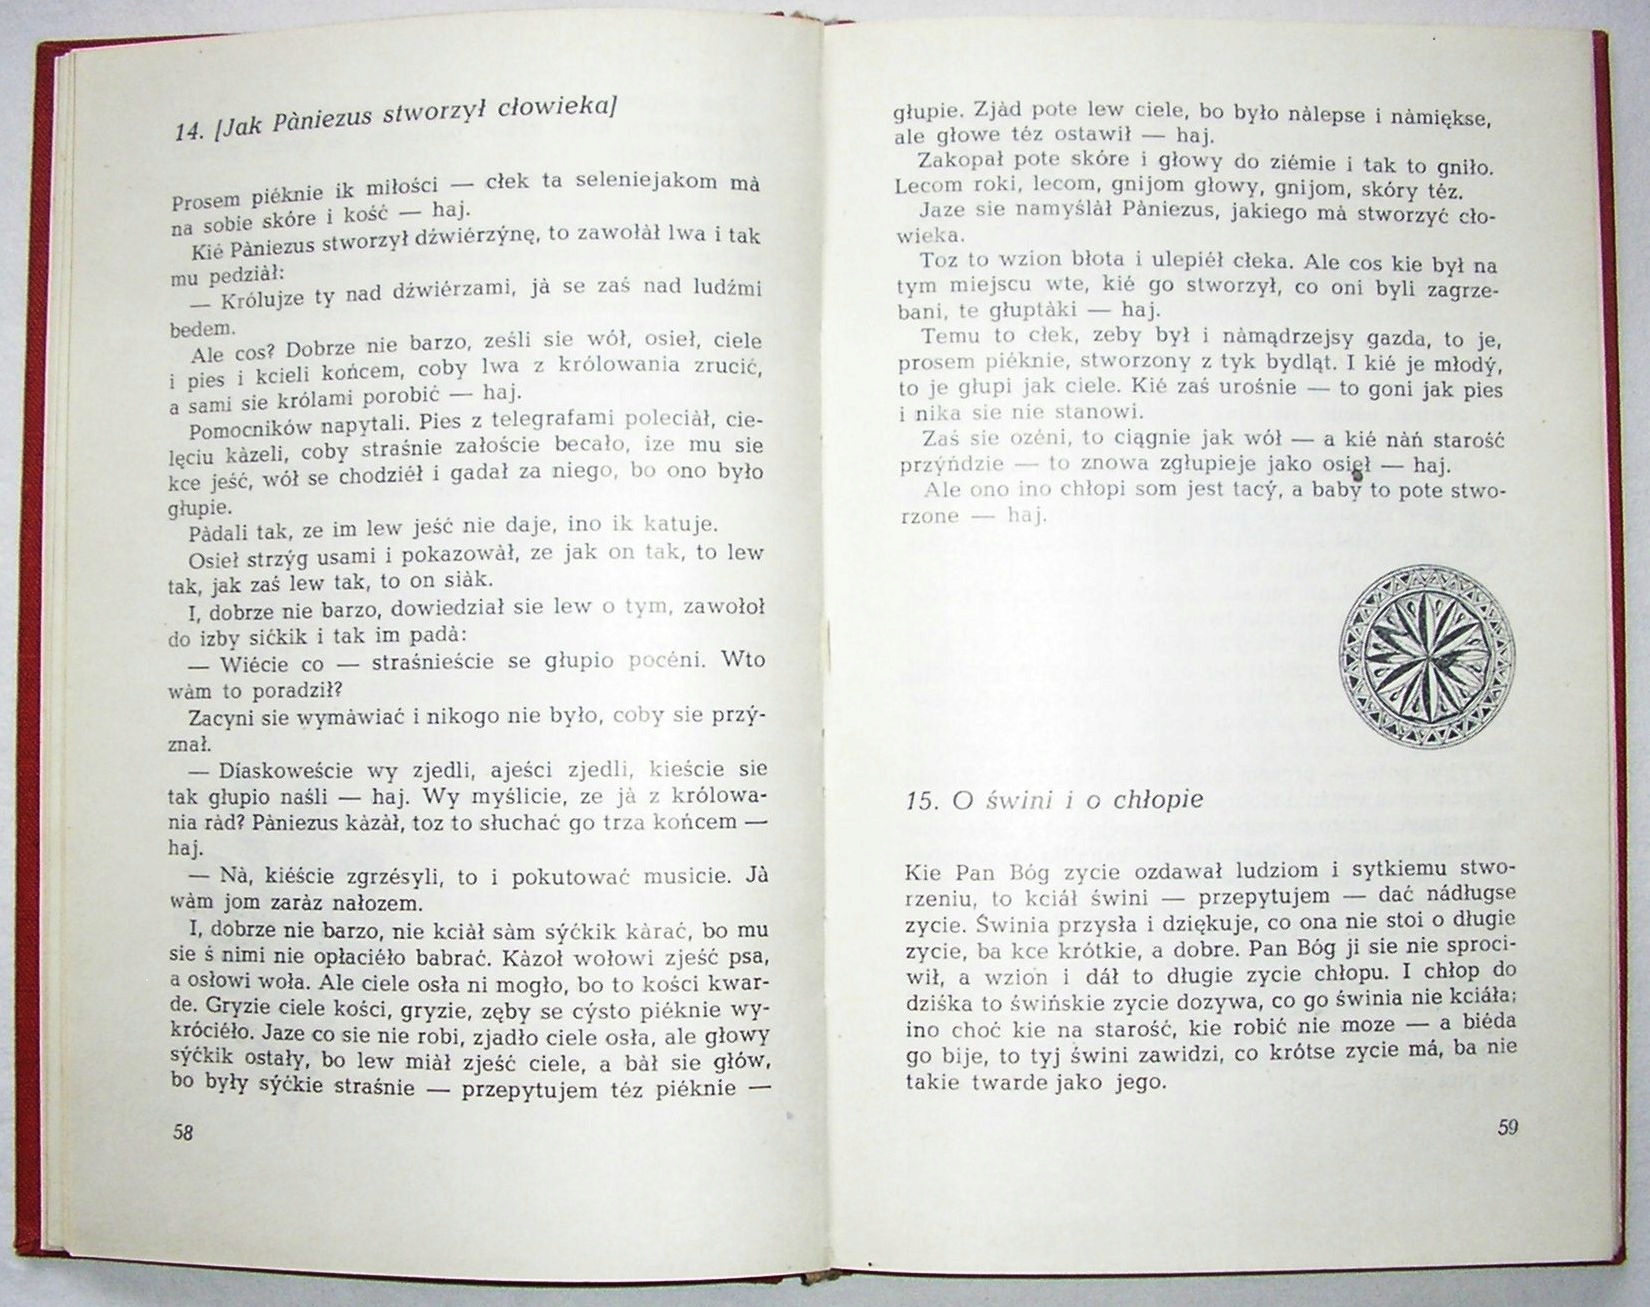 14. [Jak Pàniezus stworzył cłowieka]
Prosem piéknie ik miłości — cłek ta seleniejakom mà
na sobie skóre i kość — haj.
Kié Pàniezus stworzył dźwiérzýnę, to zawołàł lwa i tak
mu pedziàł:
— Królujze ty nad dźwiérzami, jà se zaś nad ludźmi
bedem.
Ale cos? Dobrze nie barzo, ześli sie wół, osieł, ciele
i pies i kcieli końcem, coby lwa z królowania zrucić,
a sami sie królami porobić — haj.
Pomocników napytali. Pies z telegrafami poleciàł, cie-
lęciu kàzeli, coby straśnie załoście becało, ize mu sie
kce jeść, wół se chodziéł i gadał za niego, bo ono było
głupie.
Pàdali tak, ze im lew jeść nie daje, ino ik katuje.
Osieł strzýg usami i pokazowàł, ze jak on tak, to lew
tak, jak zaś lew tak, to on siàk.
I, dobrze nie barzo, dowiedział sie lew o tym, zawołoł
do izby sićkik i tak im padà:
— Wiécie co — straśnieście se głupio pocéni. Wto
wàm to poradził?
Zacyni sie wymàwiać i nikogo nie było, coby sie przý-
znał.
— Díaskoweście wy zjedli, ajeści zjedli, kieście sie
tak głupio naśli — haj. Wy myślicie, ze jà z królowa-
nia ràd? Pàniezus kàzàł, toz to słuchać go trza końcem —
haj.
— Nà, kiéście zgrzésyli, to i pokutować musicie. Jà
wàm jom zaràz nałozem.
I, dobrze nie barzo, nie kciàł sàm sýćkik kàrać, bo mu
sie ś nimi nie opłaciéło babrać. Kàzoł wołowi zjeść psa,
a osłowi woła. Ale ciele osła ni mogło, bo to kości kwar-
de. Gryzie ciele kości, gryzie, zęby se cýsto piéknie wy-
króciéło. Jaze co sie nie robi, zjadło ciele osła, ale głowy
sýćkik ostały, bo lew miàł zjeść ciele, a bàł sie głów,
bo były sýćkie straśnie — przepytujem téz piéknie —
58
głupie. Zjàd pote lew ciele, bo było nàlepse i nàmiękse,
ale głowe téz ostawił — haj.
Zakopał pote skóre i głowy do ziémie i tak to gniło.
Lecom roki, lecom, gnijom głowy, gnijom, skóry téz.
Jaze sie namyślàł Pàniezus, jakiego mà stworzyć cło-
wieka.
Toz to wzion błota i ulepiéł cłeka. Ale cos kie był na
tym miejscu wte, kié go stworzył, co oni byli zagrze-
bani, te głuptàki — haj.
Temu to cłek, zeby był i nàmądrzejsy gazda, to je,
prosem piéknie, stworzony z tyk bydląt. I kié je młodý,
to je głupi jak ciele. Kié zaś urośnie — to goni jak pies
i nika sie nie stanowi.
Zaś sie ozéni, to ciągnie jak wół — a kié nàń starość
przýńdzie — to znowa zgłupieje jako osieł — haj.
Ale ono ino chłopi som jest tacý, a baby to pote stwo-
rzone — haj.
15. O świni i o chłopie
Kie Pan Bóg zycie ozdawał ludziom i sytkiemu stwo-
rzeniu, to kciáł świni — przepytujem — dać nádługse
zycie. Świnia przysła i dziękuje, co ona nie stoi o długie
zycie, ba kce krótkie, a dobre. Pan Bóg ji sie nie sproci-
wił, a wzion i dáł to długie zycie chłopu. I chłop do
dziśka to świńskie zycie dozywa, co go świnia nie kciáła;
ino choć kie na starość, kie robić nie moze — a biéda
go bije, to tyj świni zawidzi, co krótse zycie má, ba nie
takie twarde jako jego.
59